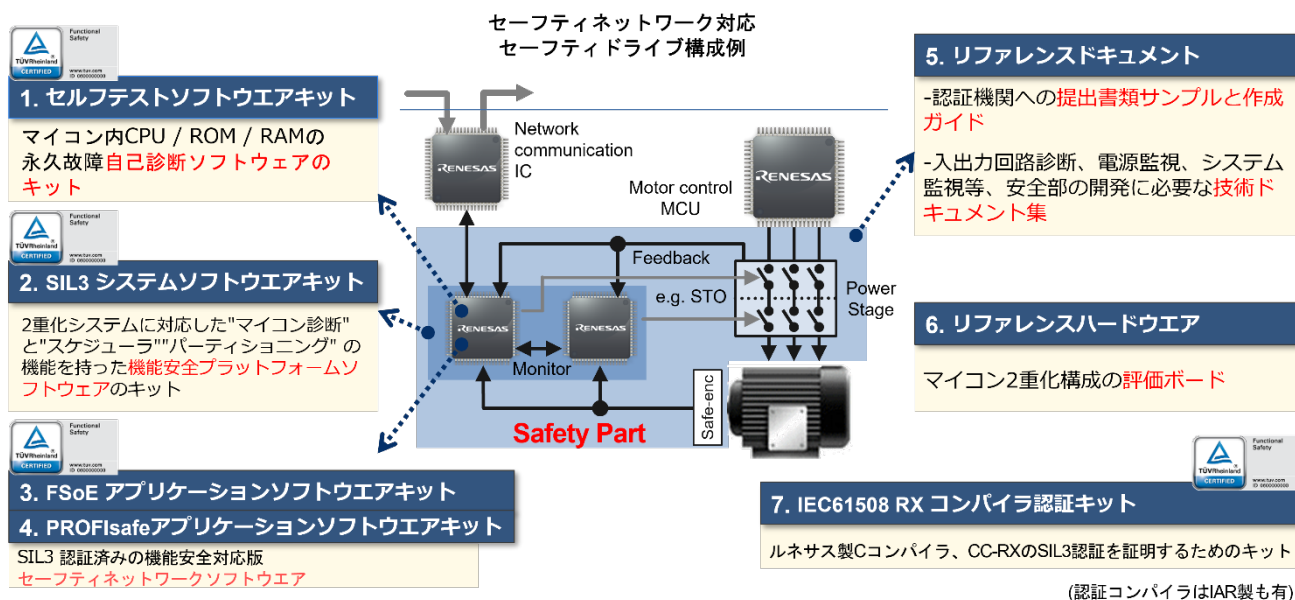 セーフティネットワーク対応
セーフティドライブ構成例
Functional
Safety
TÜVRheinland
CERTIFIED
www.tuv.com
ID 0600000000
1. セルフテストソフトウエアキット
マイコン内CPU / ROM / RAMの
永久故障自己診断ソフトウェアの
キット
Functional
Safety
TÜVRheinland
CERTIFIED
www.tuv.com
ID 0600000000
2. SIL3 システムソフトウエアキット
2重化システムに対応した"マイコン診断"
と"スケジューラ""パーティショニング" の
機能を持った機能安全プラットフォームソ
フトウェアのキット
Functional
Safety
TÜVRheinland
CERTIFIED
www.tuv.com
ID 0600000000
3. FSoE アプリケーションソフトウエアキット
4. PROFIsafeアプリケーションソフトウエアキット
SIL3 認証済みの機能安全対応版
セーフティネットワークソフトウエア
Network
communication
IC
RENESAS
Motor control
MCU
RENESAS
Feedback
e.g. STO
Power
Stage
RENESAS
RENESAS
Monitor
Safety Part
Safe-enc
5. リファレンスドキュメント
-認証機関への提出書類サンプルと作成
ガイド
-入出力回路診断、電源監視、システム
監視等、安全部の開発に必要な技術ド
キュメント集
6. リファレンスハードウエア
マイコン2重化構成の評価ボード
Functional
Safety
TÜVRheinland
CERTIFIED
www.tuv.com
ID 0600000000
7. IEC61508 RX コンパイラ認証キット
ルネサス製Cコンパイラ、CC-RXのSIL3認証を証明するためのキット
(認証コンパイラはIAR製も有)